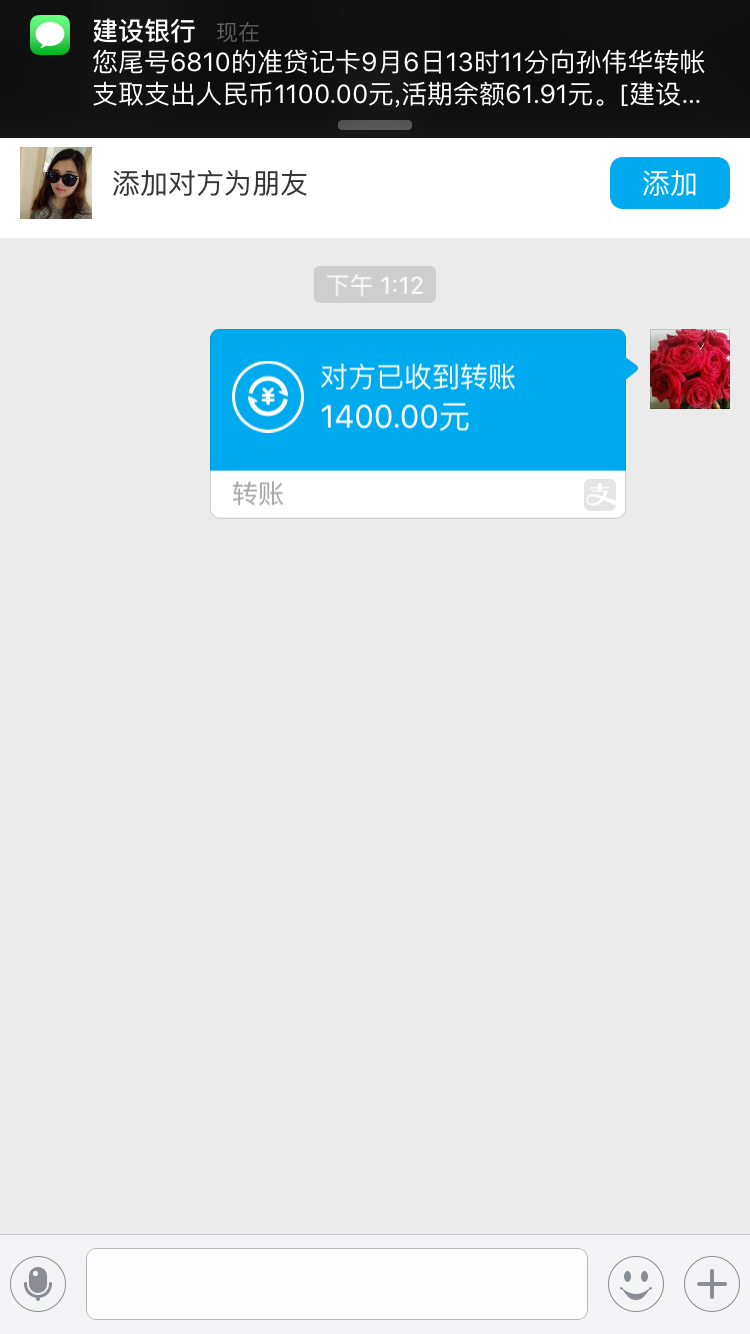 建设银行 现在
您尾号6810的准贷记卡9月6日13时11分向孙伟华转帐
支取支出人民币1100.00元,活期余额61.91元。[建设...
添加对方为朋友
添加
下午 1:12
对方已收到转账
1400.00元
转账
支